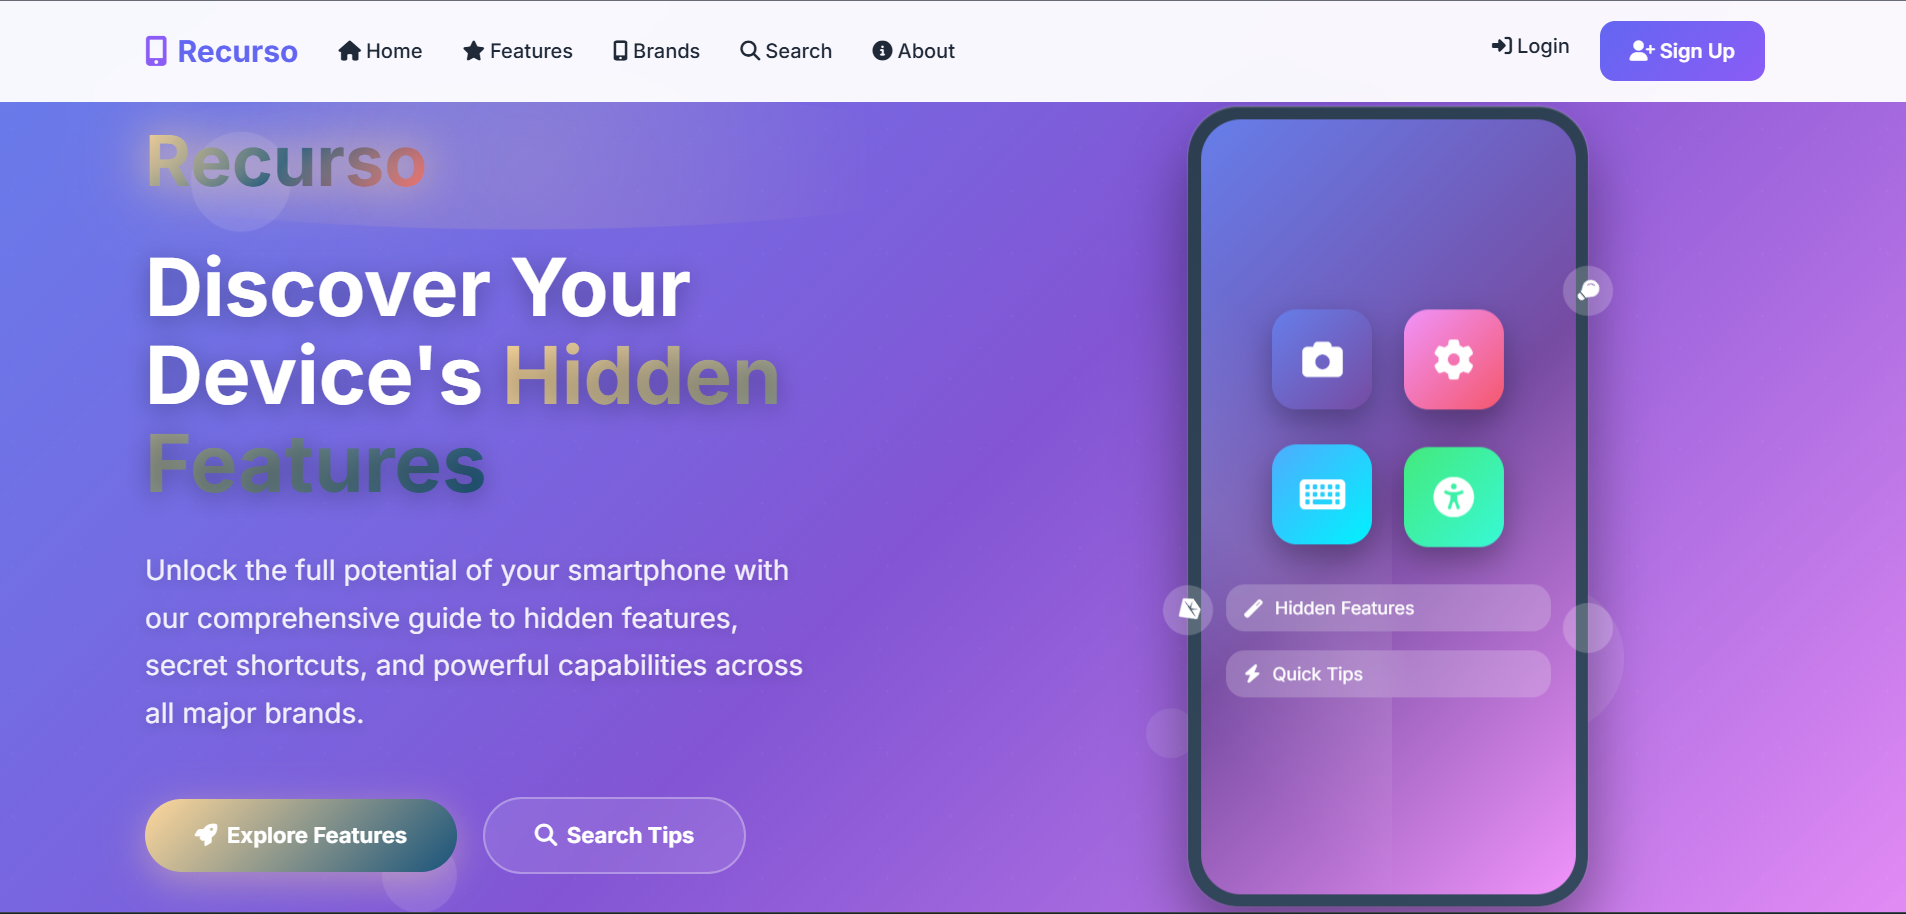 Recurso
Home
Features
Brands
Search
About
Login
Sign Up
Recurso
Discover Your
Device's Hidden
Features
Unlock the full potential of your smartphone with
our comprehensive guide to hidden features,
secret shortcuts, and powerful capabilities across
all major brands.
Explore Features
Search Tips
Hidden Features
Quick Tips